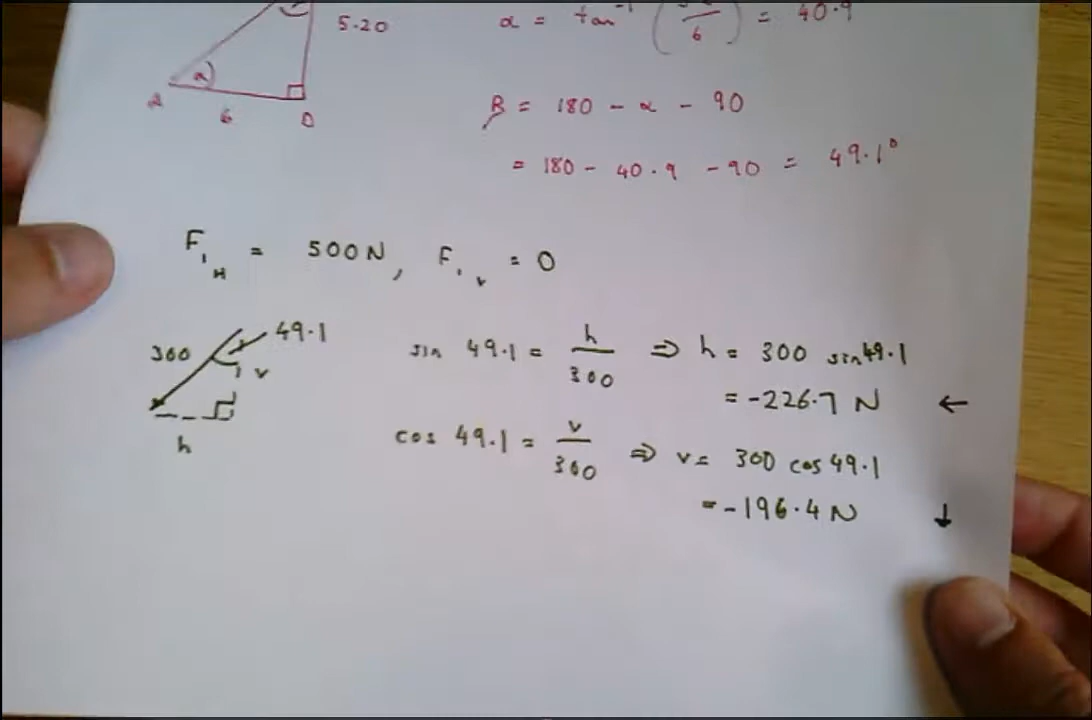 5.20
α = tan⁻¹ ( /6 ) = 40.9
α
A
6
D
β = 180 - α - 90
= 180 - 40.9 - 90 = 49.1°
F₁H = 500N, F₁v = 0
300
49.1
v
h
sin 49.1 = h/300 ⇒ h = 300 sin49.1
= -226.7 N ←
cos 49.1 = v/300 ⇒ v = 300 cos 49.1
= -196.4 N ↓